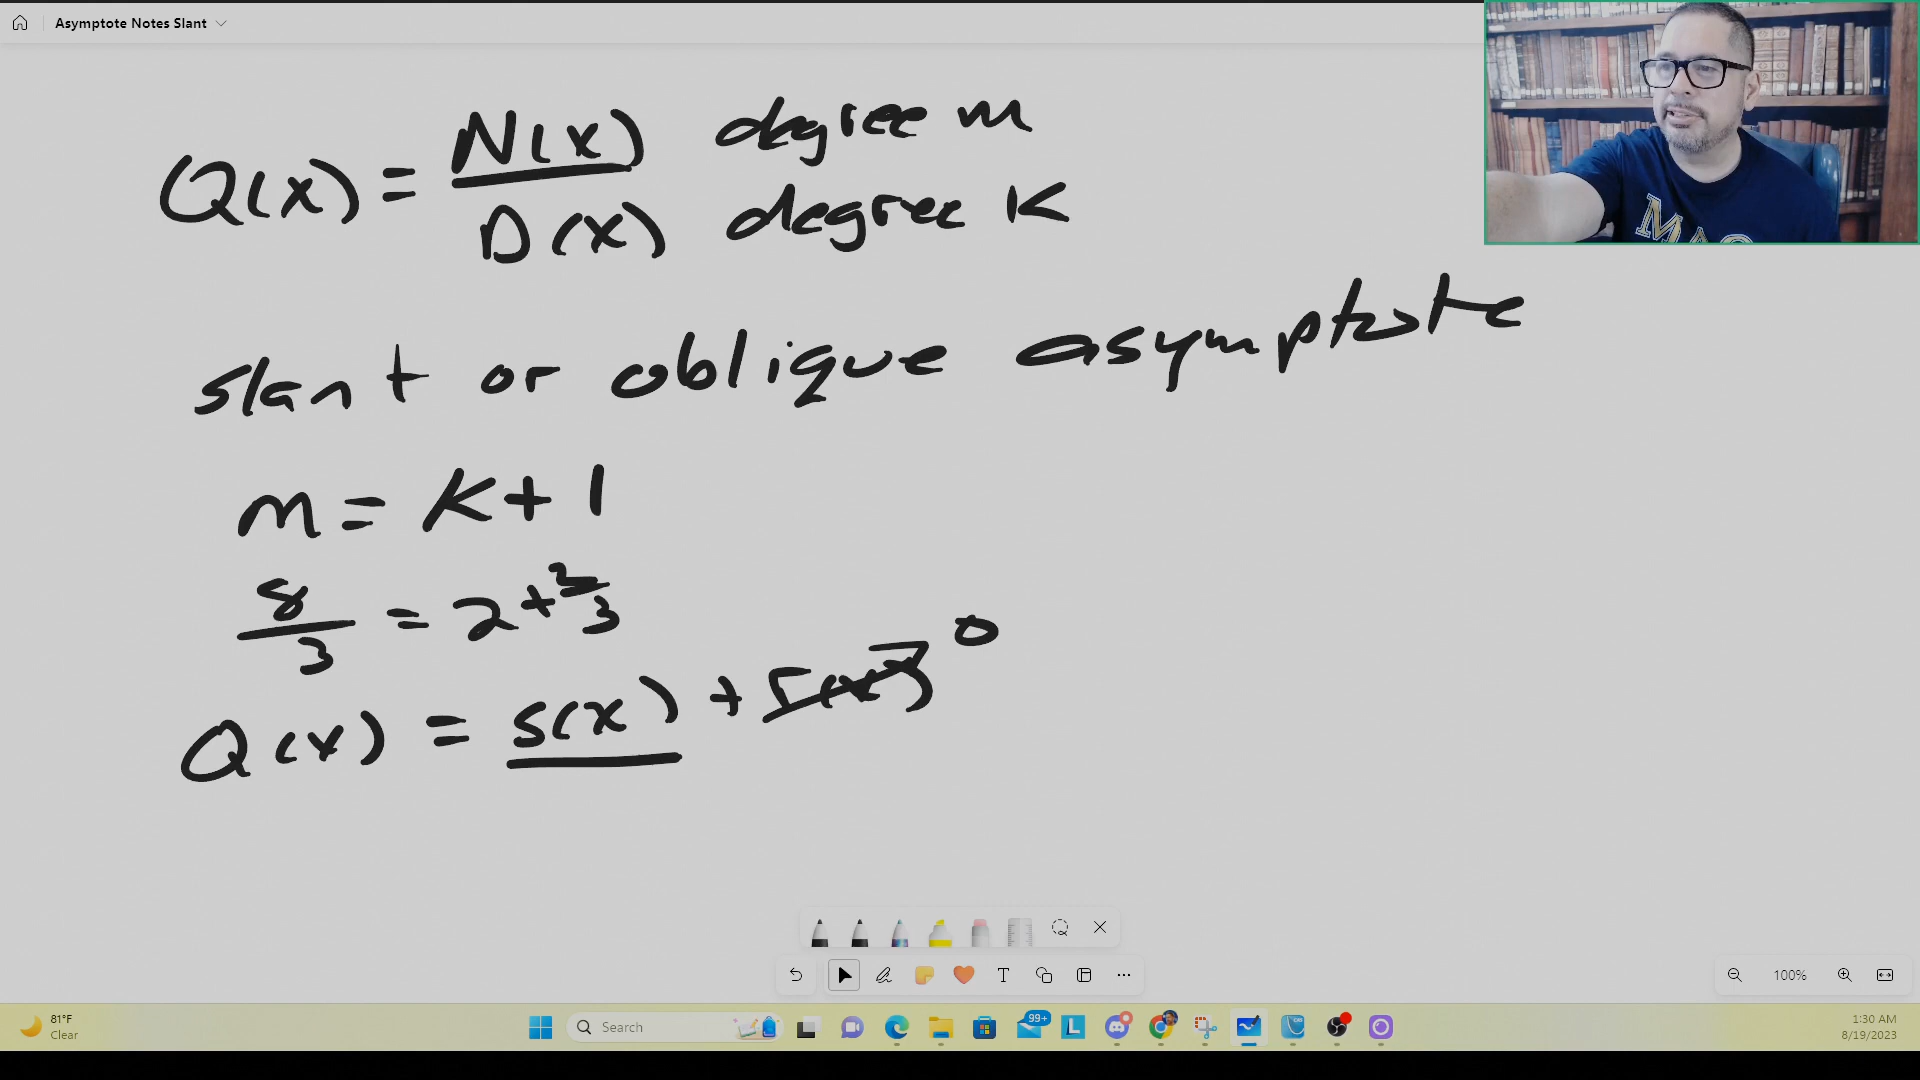 Asymptote Notes Slant
Q(x) = N(x) / D(x)
degree m
degree K
slant or oblique asymptote
m = K + 1
8/3 = 2 + 2/3
Q(x) = s(x) + r(x) 0
100%
81°F
Clear
Search
99+
1:30 AM
8/19/2023